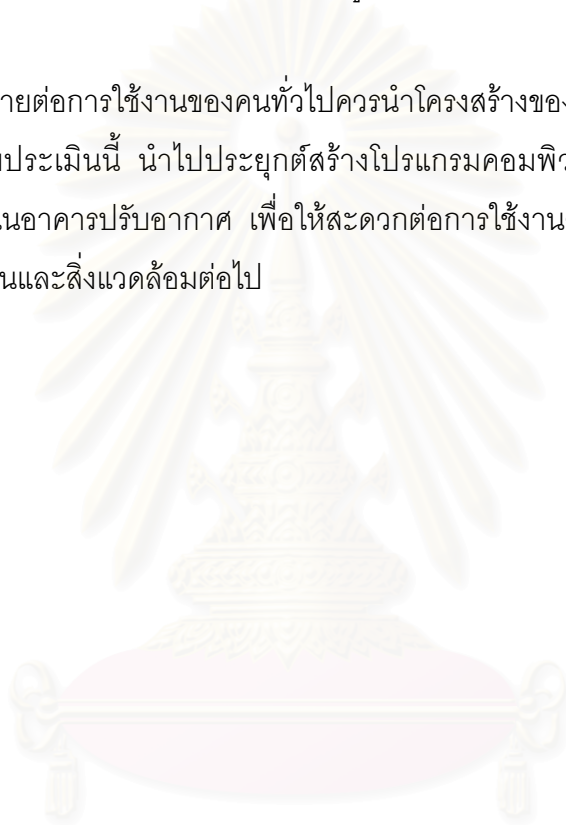 ายต่อการใช้งานของคนทั่วไปควรนำโครงสร้างของ
ประเมินนี้ นำไปประยุกต์สร้างโปรแกรมคอมพิว
นอาคารปรับอากาศ เพื่อให้สะดวกต่อการใช้งาน
นและสิ่งแวดล้อมต่อไป